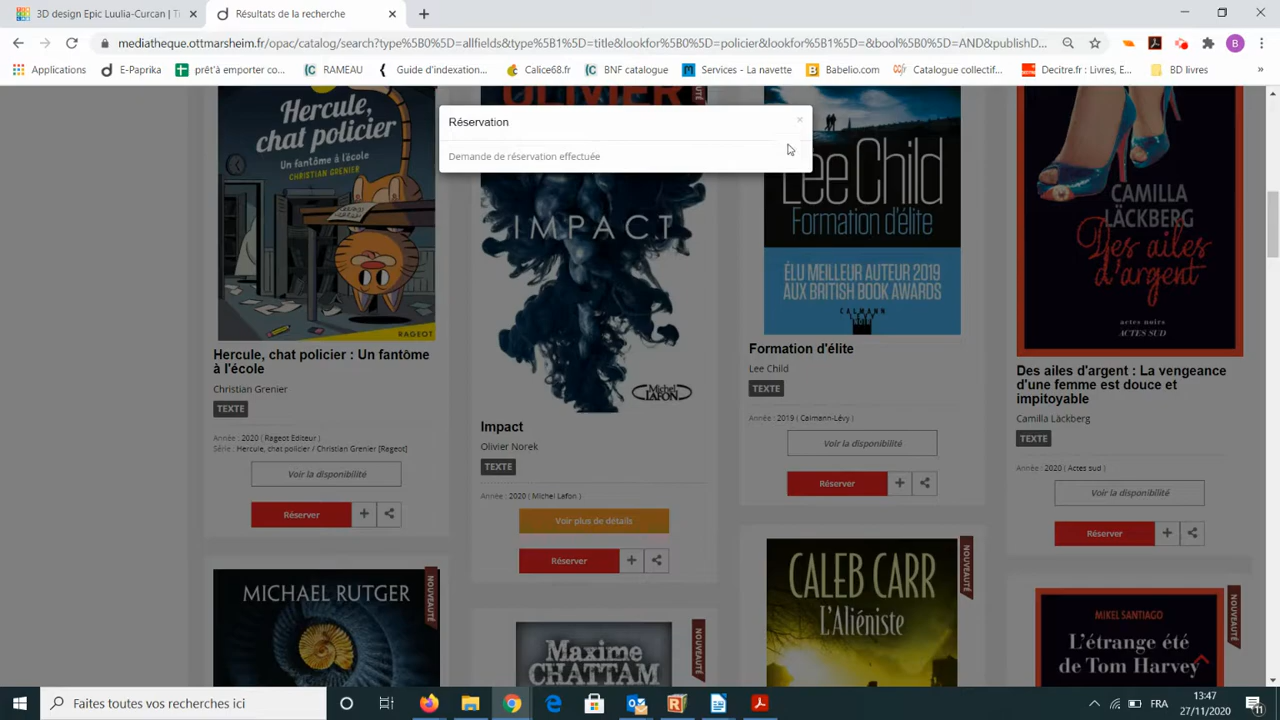 3D design Epic Luulia-Curcan | Ti
Résultats de la recherche
mediatheque.ottmarsheim.fr/opac/catalog/search?type%5B0%5D=allfields&type%5B1%5D=title&lookfor%5B0%5D=policier&lookfor%5B1%5D=&bool%5B0%5D=AND&publishD...
B
Applications
E-Paprika
prêt'à emporter co...
RAMEAU
Guide d'indexation...
Calice68.fr
BNF catalogue
Services - La navette
Babelio.com
Catalogue collectif...
Decitre.fr : Livres, E...
BD livres
»
Réservation
×
Demande de réservation effectuée
Hercule,
chat policier
Un fantôme à l'école
CHRISTIAN GRENIER
RAGEOT
Hercule, chat policier : Un fantôme
à l'école
Christian Grenier
TEXTE
Année : 2020 ( Rageot Editeur )
Série : Hercule, chat policier / Christian Grenier [Rageot]
Voir la disponibilité
Réserver
OLIVIER
IMPACT
Michel
LAFON
Impact
Olivier Norek
TEXTE
Année : 2020 ( Michel Lafon )
Voir plus de détails
Réserver
Lee Child
Formation d'élite
ÉLU MEILLEUR AUTEUR 2019
AUX BRITISH BOOK AWARDS
CALMANN
LÉVY
Formation d'élite
Lee Child
TEXTE
Année : 2019 ( Calmann-Lévy )
Voir la disponibilité
Réserver
CAMILLA
LÄCKBERG
Des ailes
d'argent
actes noirs
ACTES SUD
Des ailes d'argent : La vengeance
d'une femme est douce et
impitoyable
Camilla Läckberg
TEXTE
Année : 2020 ( Actes sud )
Voir la disponibilité
Réserver
MICHAEL RUTGER
NOUVEAUTÉ
Maxime
CHATTAM
NOUVEAUTÉ
CALEB CARR
L'Aliéniste
NOUVEAUTÉ
MIKEL SANTIAGO
L'étrange été
de Tom Harvey
NOUVEAUTÉ
Faites toutes vos recherches ici
FRA
13:47
27/11/2020
11